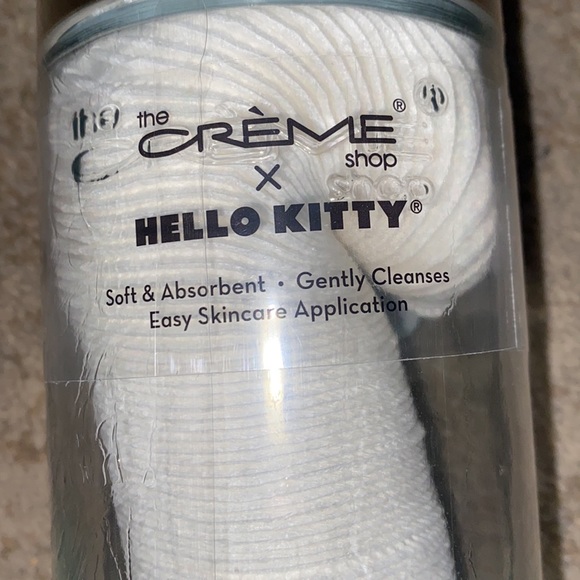 the CRÈME® shop
×
HELLO KITTY®
Soft & Absorbent • Gently Cleanses
Easy Skincare Application